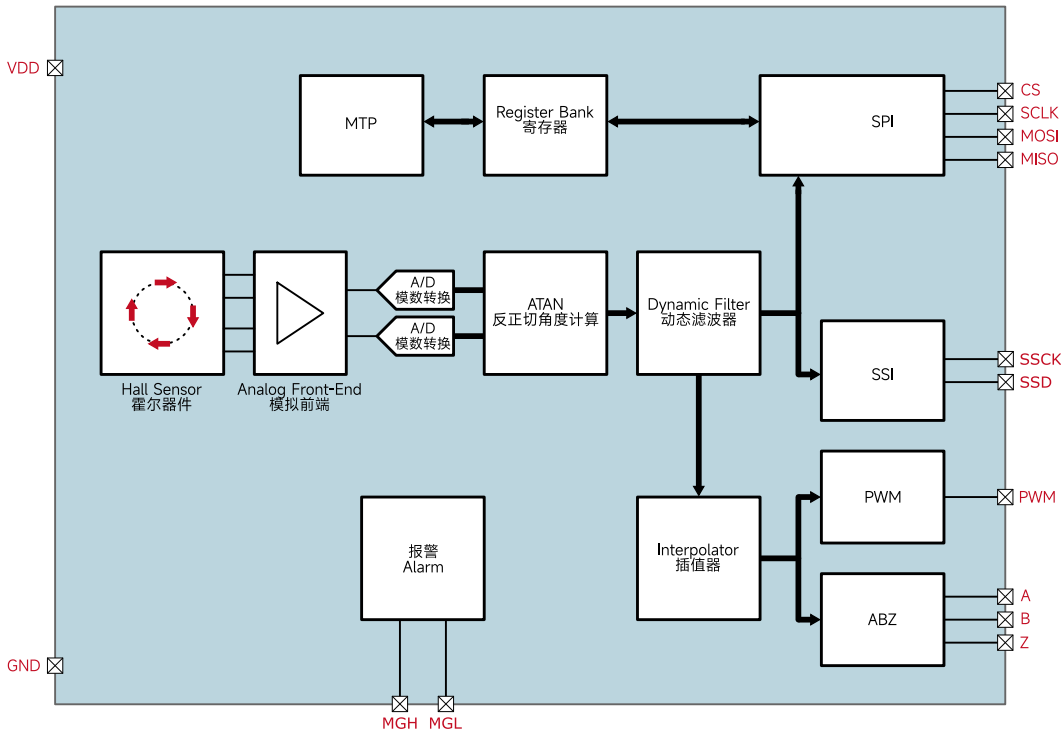 VDD
MTP
Register Bank
寄存器
SPI
CS
SCLK
MOSI
MISO
Hall Sensor
霍尔器件
Analog Front-End
模拟前端
A/D
模数转换
A/D
模数转换
ATAN
反正切角度计算
Dynamic Filter
动态滤波器
SSI
SSCK
SSD
报警
Alarm
Interpolator
插值器
PWM
PWM
ABZ
A
B
Z
GND
MGH
MGL